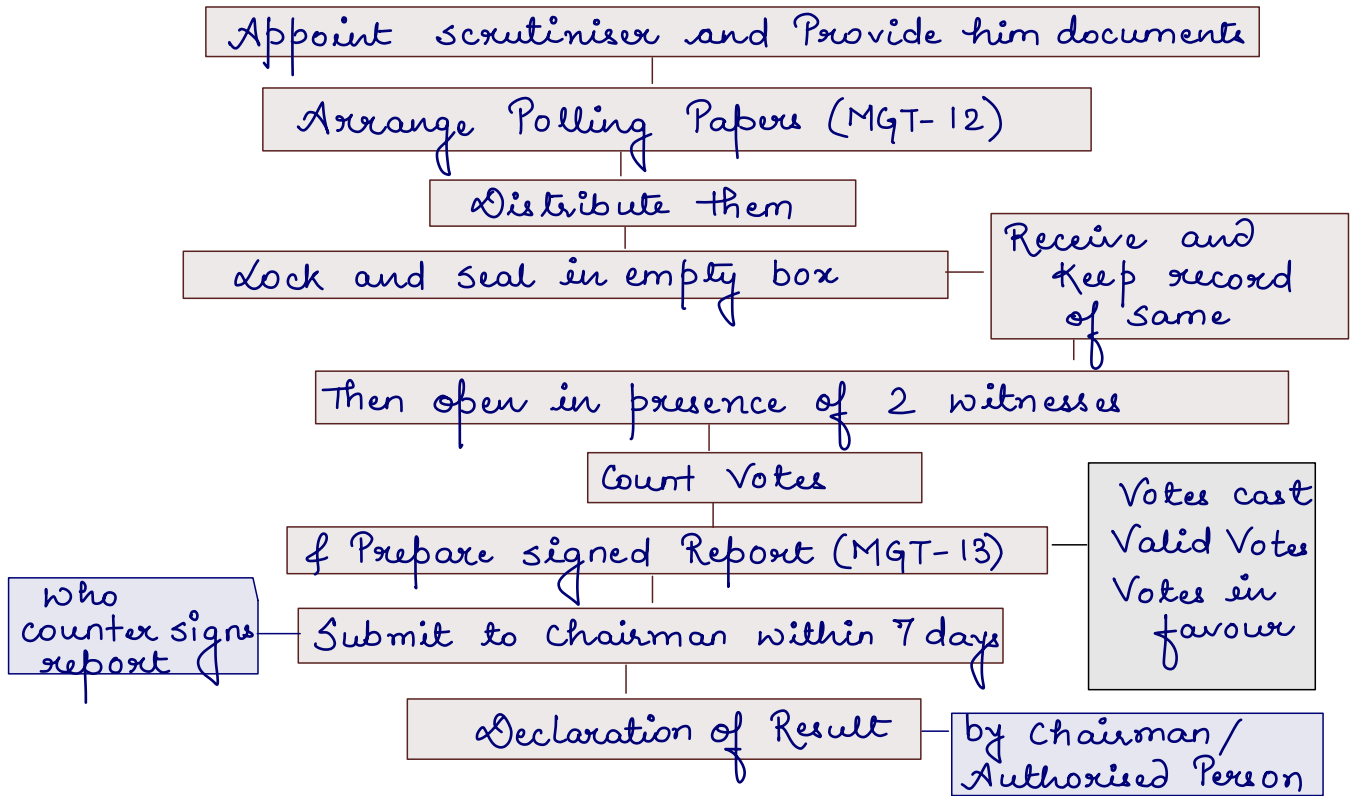 Appoint scrutiniser and Provide him documents
Arrange Polling Papers (MGT-12)
Distribute them
Lock and seal in empty box
Receive and
Keep record
of same
Then open in presence of 2 witnesses
Count Votes
& Prepare signed Report (MGT-13)
Votes cast
Valid Votes
Votes in
favour
Submit to Chairman within 7 days
who
counter signs
report
Declaration of Result
by Chairman/
Authorised Person